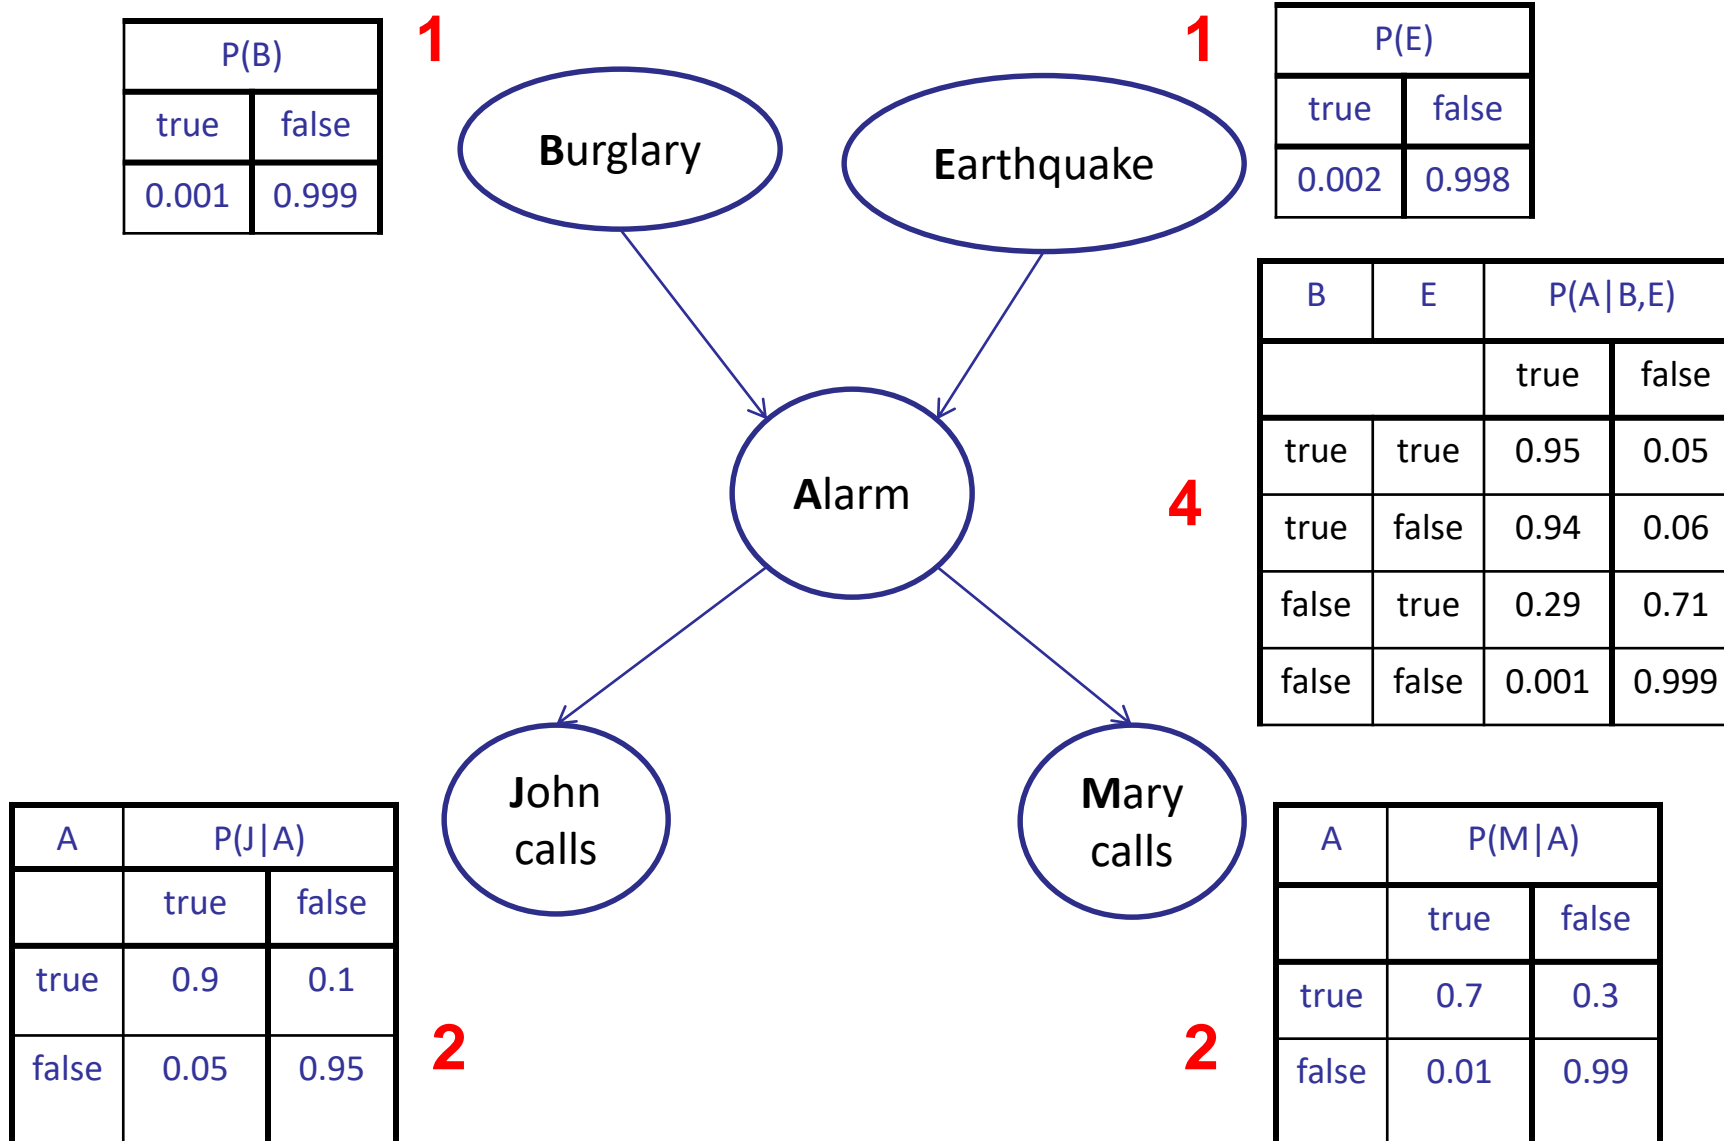 P(B)
true false
0.001 0.999
1
Burglary
1
Earthquake
P(E)
true false
0.002 0.998
B E P(A|B,E)
true false
true true 0.95 0.05
true false 0.94 0.06
false true 0.29 0.71
false false 0.001 0.999
4
Alarm
John
calls
Mary
calls
A P(J|A)
true false
true 0.9 0.1
false 0.05 0.95
2
2
A P(M|A)
true false
true 0.7 0.3
false 0.01 0.99